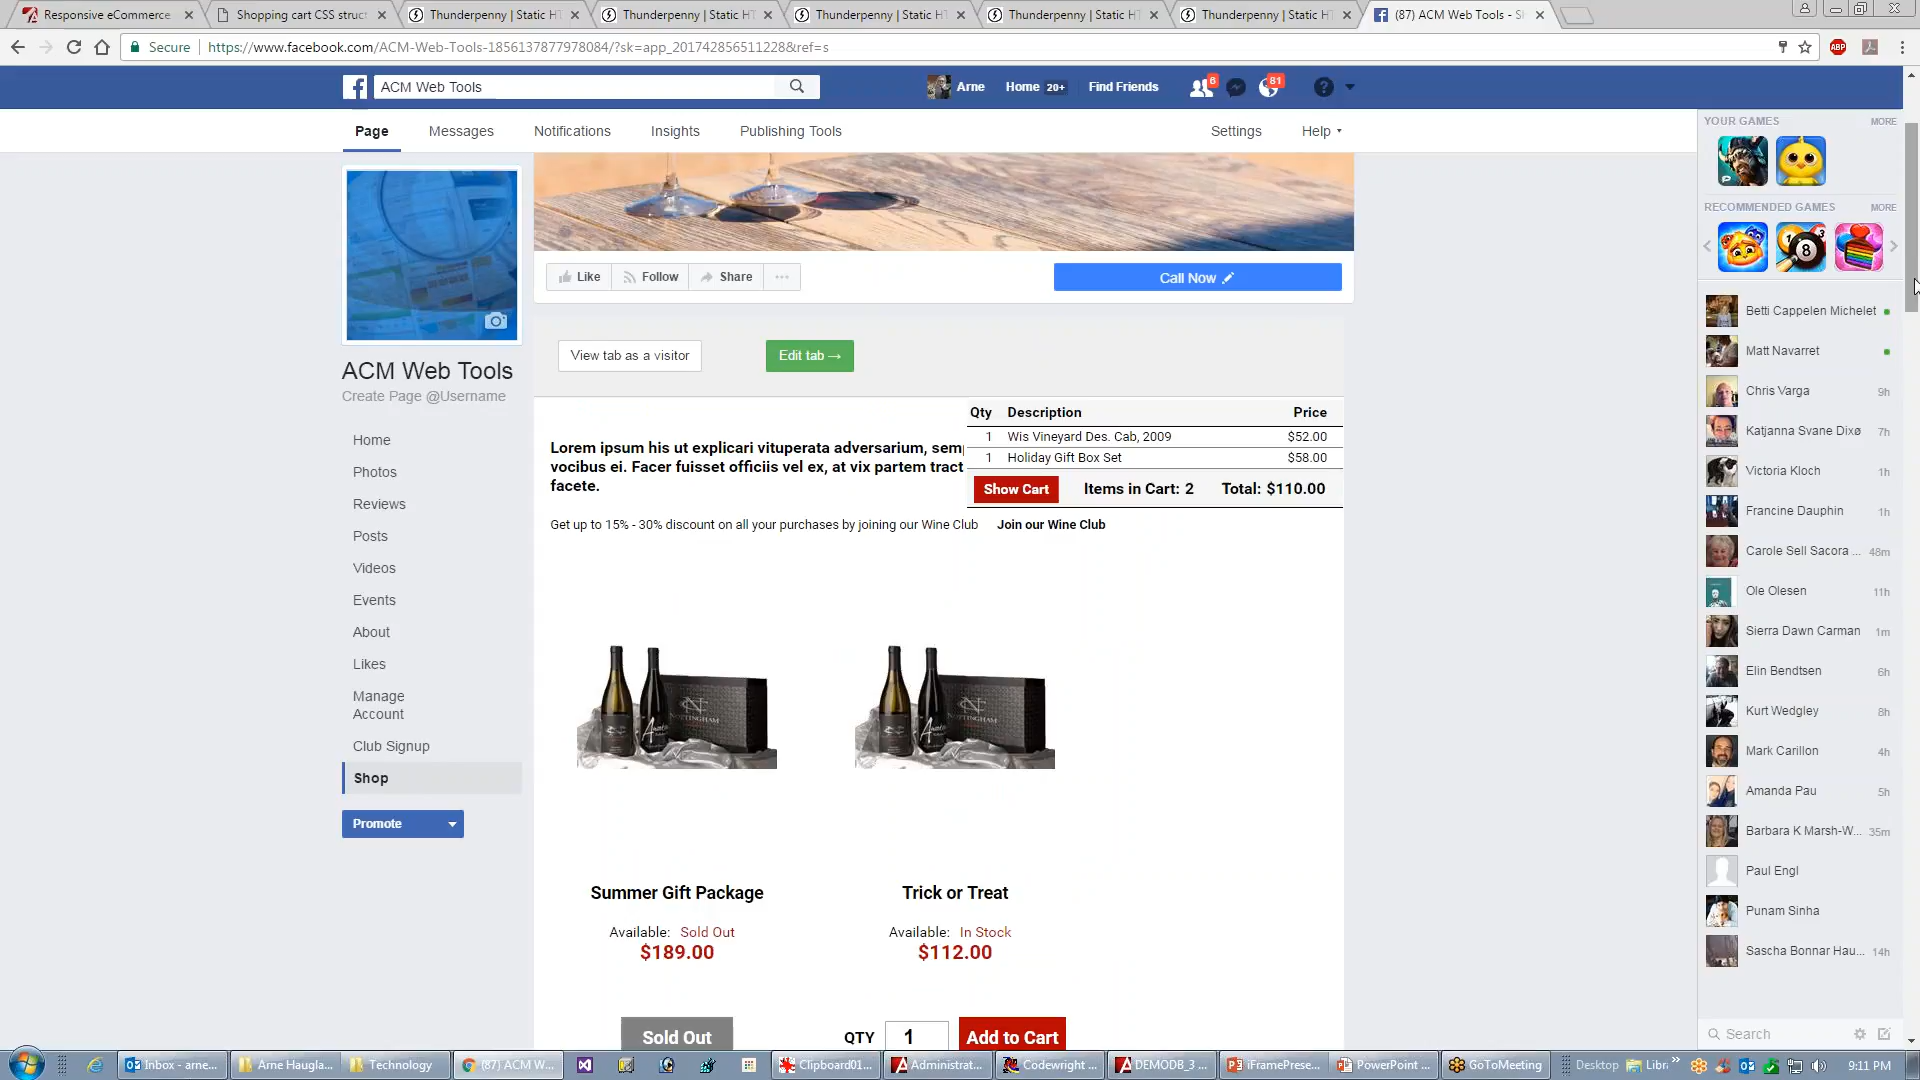 Responsive eCommerce
Shopping cart CSS struct
Thunderpenny | Static HT
Thunderpenny | Static HT
Thunderpenny | Static HT
Thunderpenny | Static HT
Thunderpenny | Static HT
(87) ACM Web Tools - S
Secure
https://www.facebook.com/ACM-Web-Tools-1856137877978084/?sk=app_201742856511228&ref=s
ABP
ACM Web Tools
Arne
Home 20+
Find Friends
6
81
Page
Messages
Notifications
Insights
Publishing Tools
Settings
Help
YOUR GAMES MORE
RECOMMENDED GAMES MORE
8
Like
Follow
Share
Call Now
View tab as a visitor
Edit tab →
ACM Web Tools
Create Page @Username
Home
Photos
Reviews
Posts
Videos
Events
About
Likes
Manage
Account
Club Signup
Shop
Promote
Lorem ipsum his ut explicari vituperata adversarium, sem
vocibus ei. Facer fuisset officiis vel ex, at vix partem tract
facete.
Qty Description Price
1 Wis Vineyard Des. Cab, 2009 $52.00
1 Holiday Gift Box Set $58.00
Show Cart Items in Cart: 2 Total: $110.00
Get up to 15% - 30% discount on all your purchases by joining our Wine Club Join our Wine Club
NOTTINGHAM
NOTTINGHAM
Summer Gift Package
Available: Sold Out
$189.00
Sold Out
Trick or Treat
Available: In Stock
$112.00
QTY 1 Add to Cart
Betti Cappelen Michelet
Matt Navarret
Chris Varga 9h
Katjanna Svane Dixø 7h
Victoria Kloch 1h
Francine Dauphin 1h
Carole Sell Sacora ... 48m
Ole Olesen 11h
Sierra Dawn Carman 1m
Elin Bendtsen 6h
Kurt Wedgley 8h
Mark Carillon 4h
Amanda Pau 5h
Barbara K Marsh-W... 35m
Paul Engl
Punam Sinha
Sascha Bonnar Hau... 14h
Search
Inbox - arne...
Arne Haugla...
Technology
(87) ACM W...
Clipboard01...
Administrat...
Codewright ...
DEMODB_3 ...
iFramePrese...
PowerPoint ...
GoToMeeting
Desktop
Libr
9:11 PM